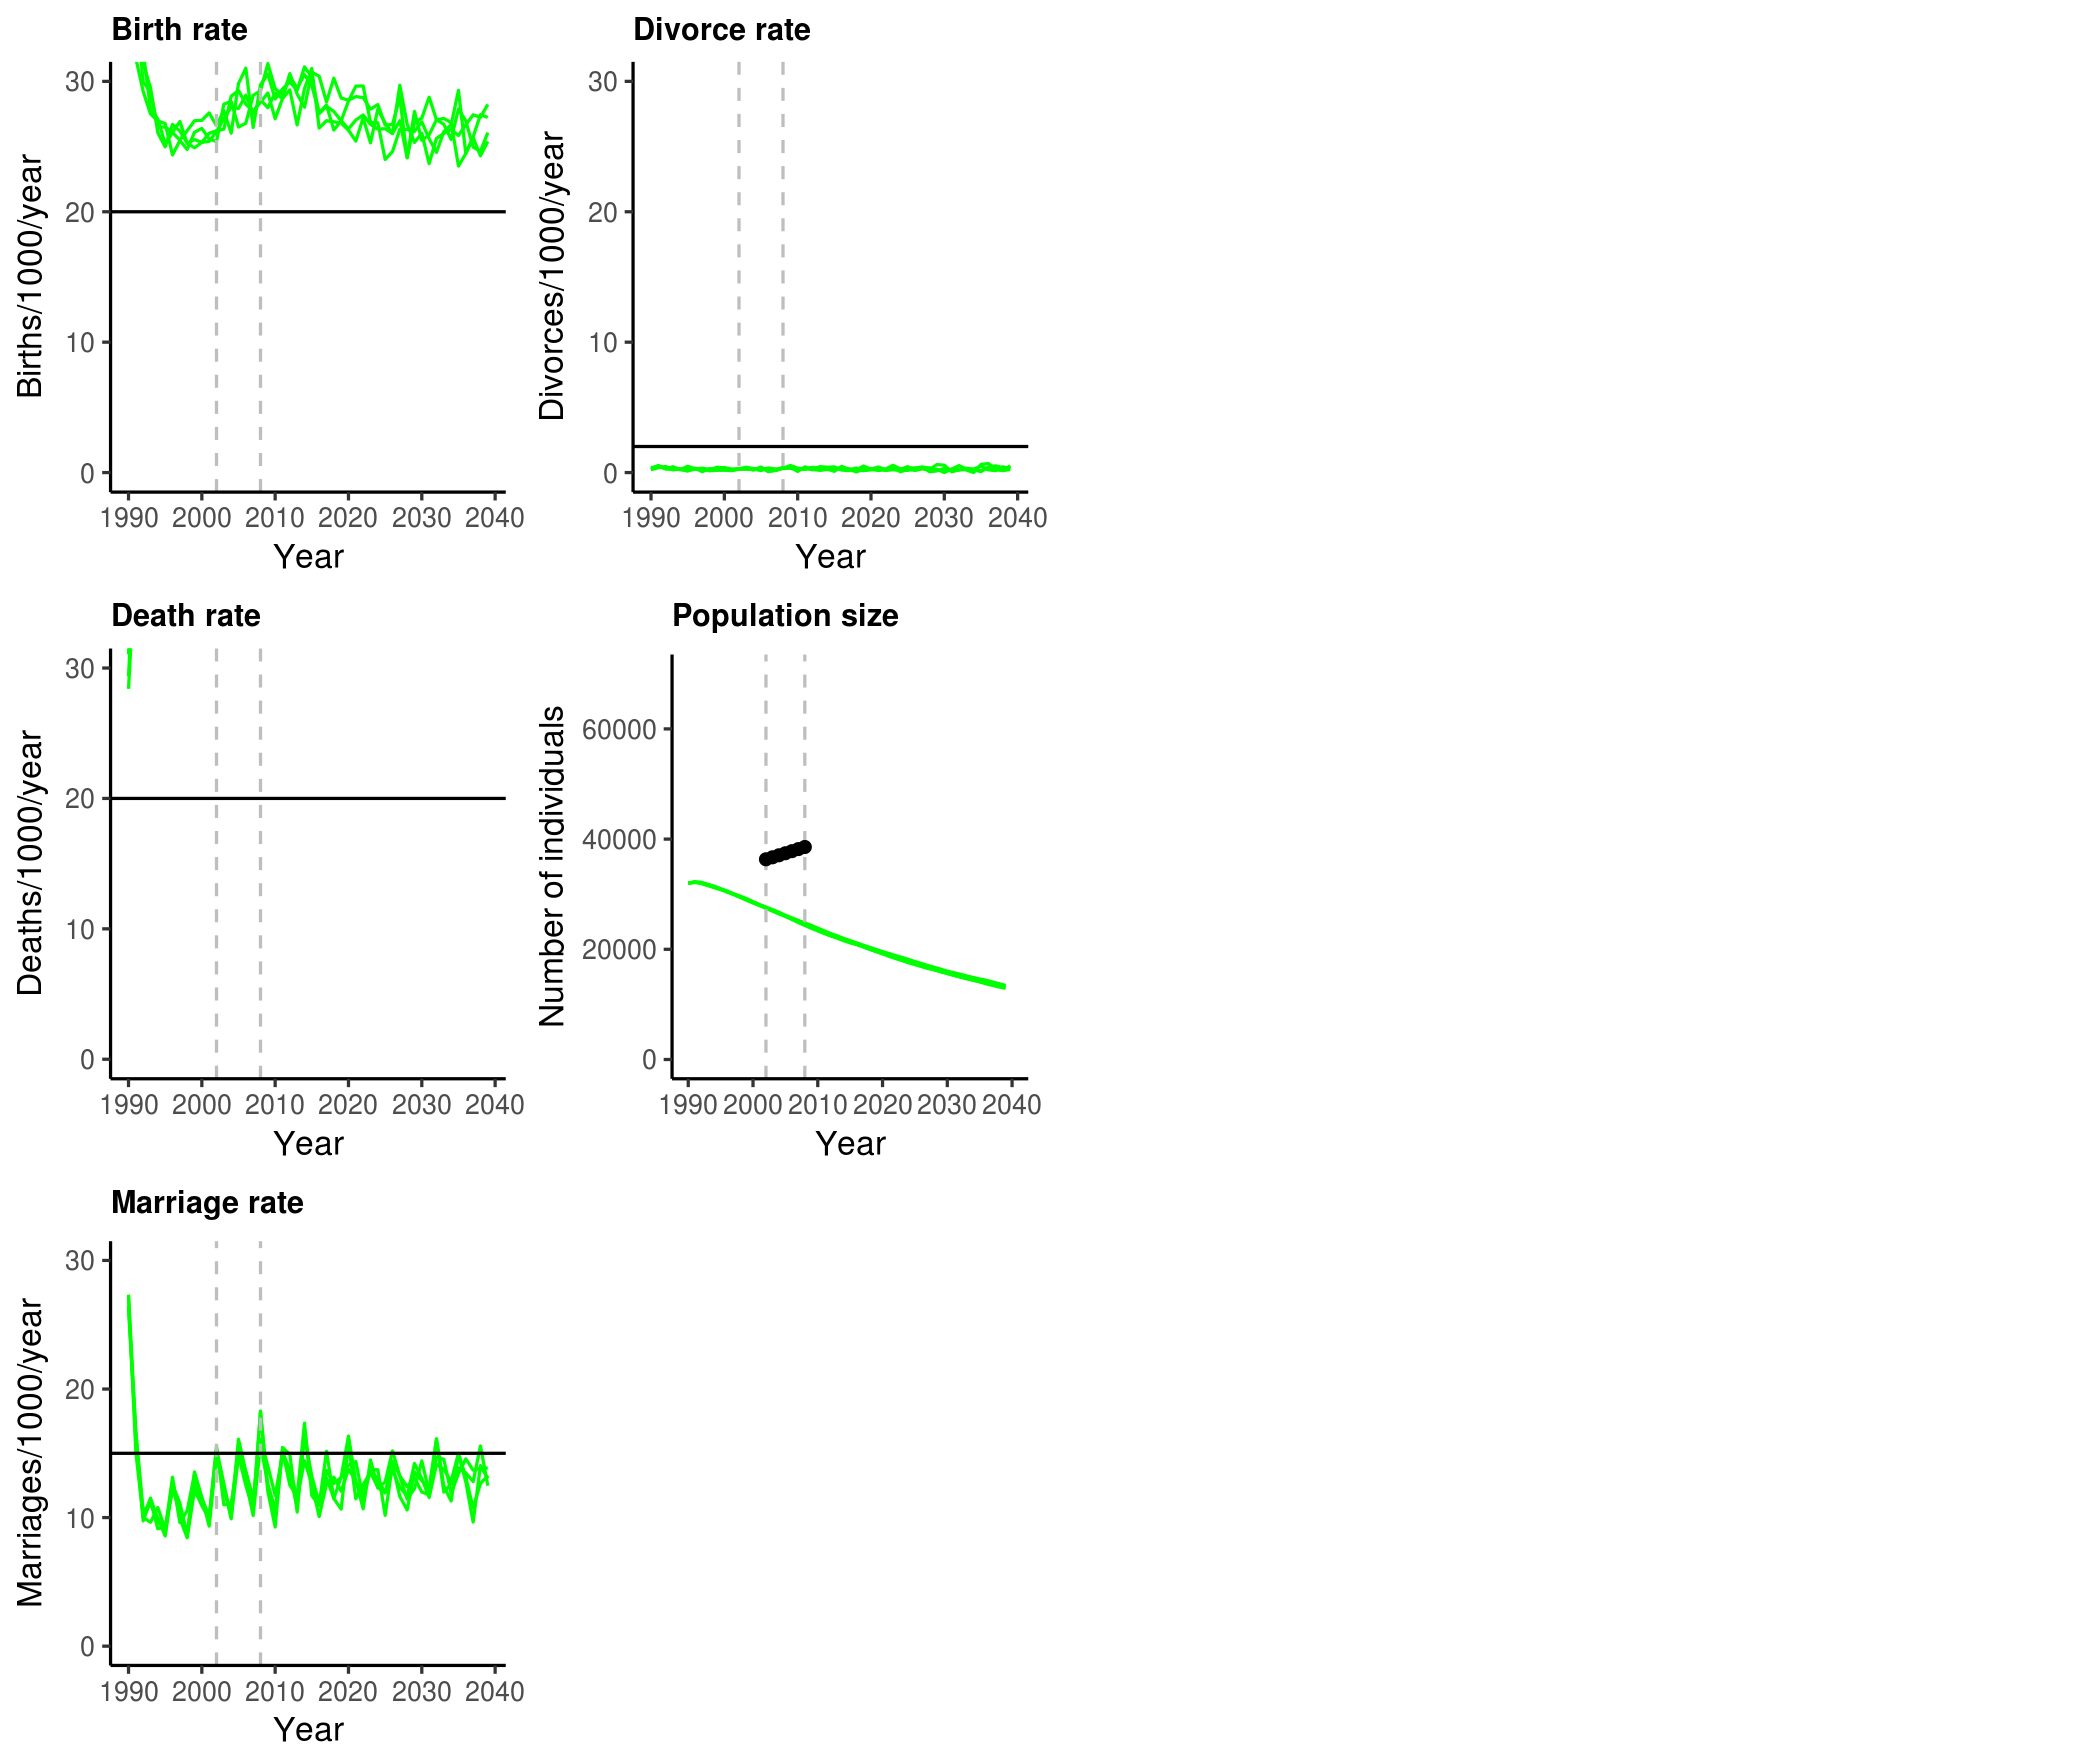 Birth rate
Births/1000/year
30
20
10
0
1990 2000 2010 2020 2030 2040
Year
Divorce rate
Divorces/1000/year
30
20
10
0
1990 2000 2010 2020 2030 2040
Year
Death rate
Deaths/1000/year
30
20
10
0
1990 2000 2010 2020 2030 2040
Year
Population size
Number of individuals
60000
40000
20000
0
1990 2000 2010 2020 2030 2040
Year
Marriage rate
Marriages/1000/year
30
20
10
0
1990 2000 2010 2020 2030 2040
Year